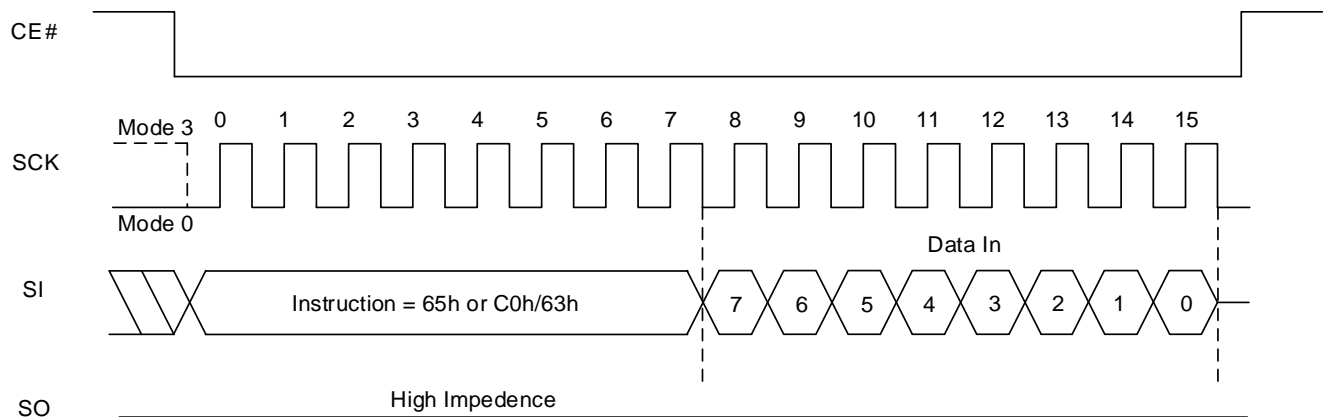 CE#
Mode 3
0 1 2 3 4 5 6 7 8 9 10 11 12 13 14 15
SCK
Mode 0
Data In
SI
Instruction = 65h or C0h/63h
7 6 5 4 3 2 1 0
High Impedence
SO